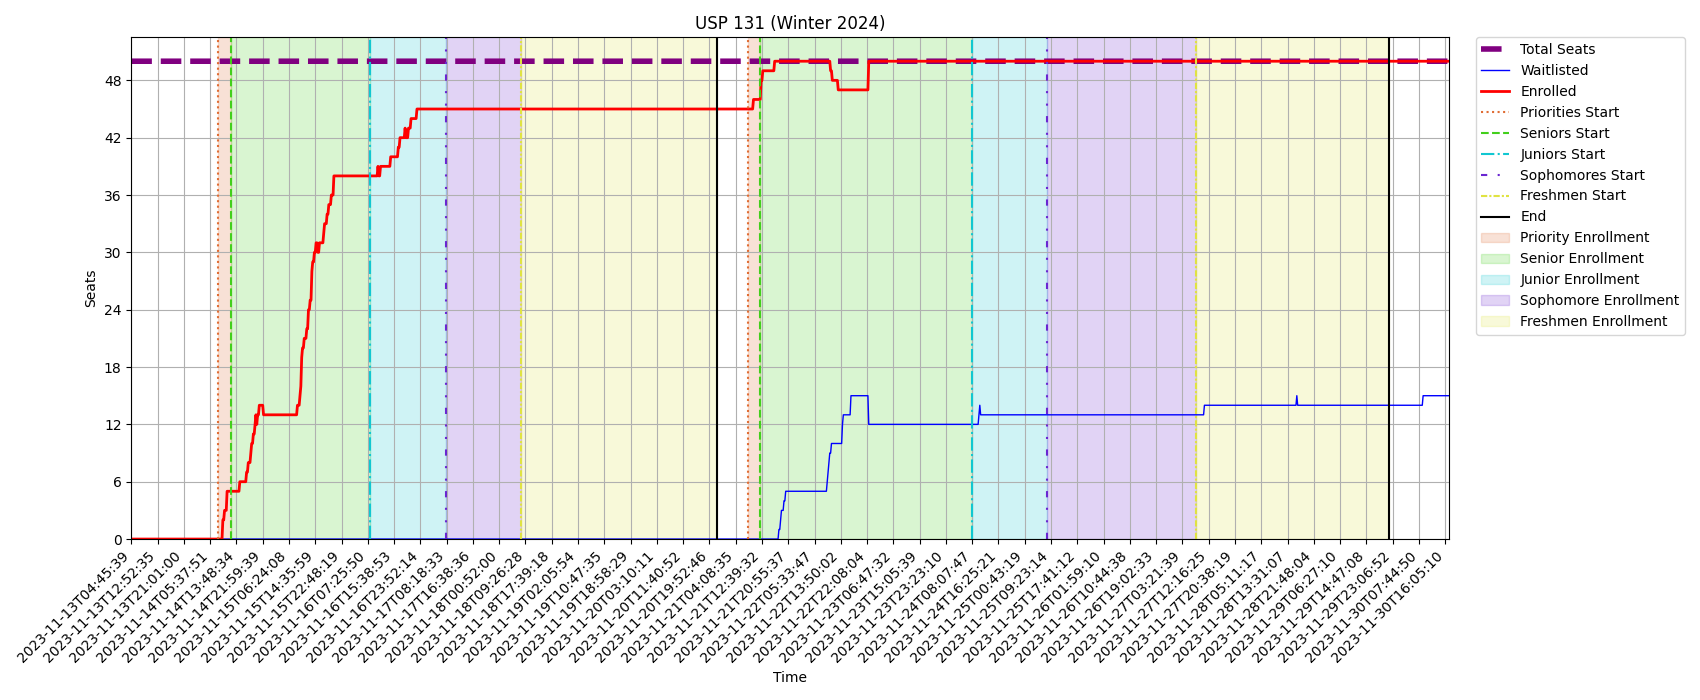 USP 131 (Winter 2024)
Seats
48
42
36
30
24
18
12
6
0
2023-11-13T04:45:39
2023-11-13T12:52:35
2023-11-13T21:01:00
2023-11-14T05:37:51
2023-11-14T13:48:34
2023-11-14T21:59:39
2023-11-15T06:24:08
2023-11-15T14:35:59
2023-11-15T22:48:19
2023-11-16T07:25:50
2023-11-16T15:38:53
2023-11-16T23:52:14
2023-11-17T08:18:33
2023-11-17T16:38:36
2023-11-18T00:52:00
2023-11-18T09:26:28
2023-11-18T17:39:18
2023-11-19T02:05:54
2023-11-19T10:47:35
2023-11-19T18:58:29
2023-11-20T03:10:11
2023-11-20T11:40:52
2023-11-20T19:52:46
2023-11-21T04:08:35
2023-11-21T12:39:32
2023-11-21T20:55:37
2023-11-22T05:33:47
2023-11-22T13:50:02
2023-11-22T22:08:04
2023-11-23T06:47:32
2023-11-23T15:05:39
2023-11-23T23:23:10
2023-11-24T08:07:47
2023-11-24T16:25:21
2023-11-25T00:43:19
2023-11-25T09:23:14
2023-11-25T17:41:12
2023-11-26T01:59:10
2023-11-26T10:44:38
2023-11-26T19:02:33
2023-11-27T03:21:39
2023-11-27T12:16:25
2023-11-27T20:38:19
2023-11-28T05:11:17
2023-11-28T13:31:07
2023-11-28T21:48:04
2023-11-29T06:27:10
2023-11-29T14:47:08
2023-11-29T23:06:52
2023-11-30T07:44:50
2023-11-30T16:05:10
Time
Total Seats
Waitlisted
Enrolled
Priorities Start
Seniors Start
Juniors Start
Sophomores Start
Freshmen Start
End
Priority Enrollment
Senior Enrollment
Junior Enrollment
Sophomore Enrollment
Freshmen Enrollment